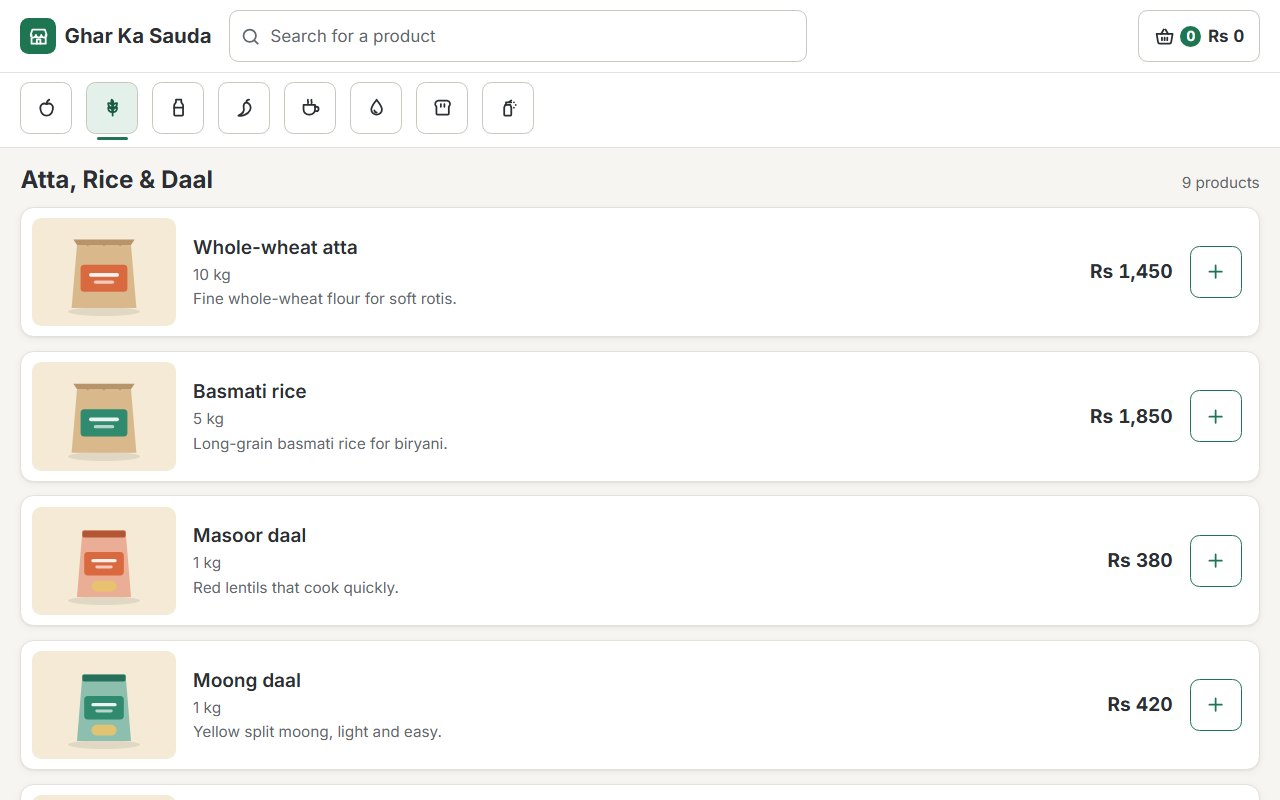 Ghar Ka Sauda
Search for a product
0 Rs 0
Atta, Rice & Daal
9 products
Whole-wheat atta
10 kg
Fine whole-wheat flour for soft rotis.
Rs 1,450
Basmati rice
5 kg
Long-grain basmati rice for biryani.
Rs 1,850
Masoor daal
1 kg
Red lentils that cook quickly.
Rs 380
Moong daal
1 kg
Yellow split moong, light and easy.
Rs 420